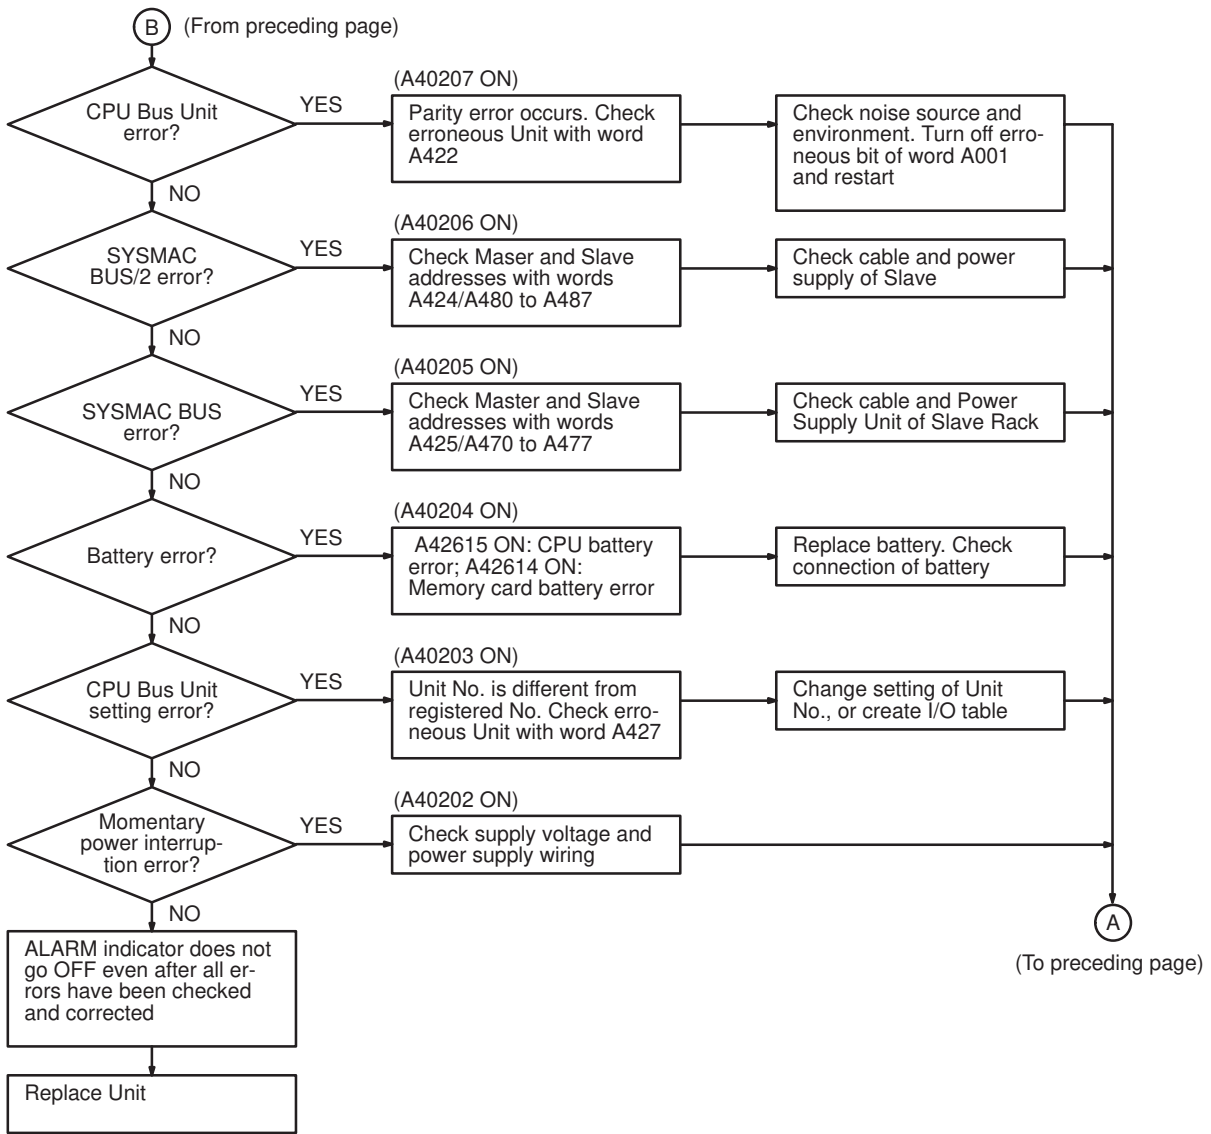 B (From preceding page)
CPU Bus Unit
error?
YES
(A40207 ON)
Parity error occurs. Check
erroneous Unit with word
A422
Check noise source and
environment. Turn off erro-
neous bit of word A001
and restart
NO
SYSMAC
BUS/2 error?
YES
(A40206 ON)
Check Maser and Slave
addresses with words
A424/A480 to A487
Check cable and power
supply of Slave
NO
SYSMAC BUS
error?
YES
(A40205 ON)
Check Master and Slave
addresses with words
A425/A470 to A477
Check cable and Power
Supply Unit of Slave Rack
NO
Battery error?
YES
(A40204 ON)
A42615 ON: CPU battery
error; A42614 ON:
Memory card battery error
Replace battery. Check
connection of battery
NO
CPU Bus Unit
setting error?
YES
(A40203 ON)
Unit No. is different from
registered No. Check erro-
neous Unit with word A427
Change setting of Unit
No., or create I/O table
NO
Momentary
power interrup-
tion error?
YES
(A40202 ON)
Check supply voltage and
power supply wiring
NO
A
(To preceding page)
ALARM indicator does not
go OFF even after all er-
rors have been checked
and corrected
Replace Unit